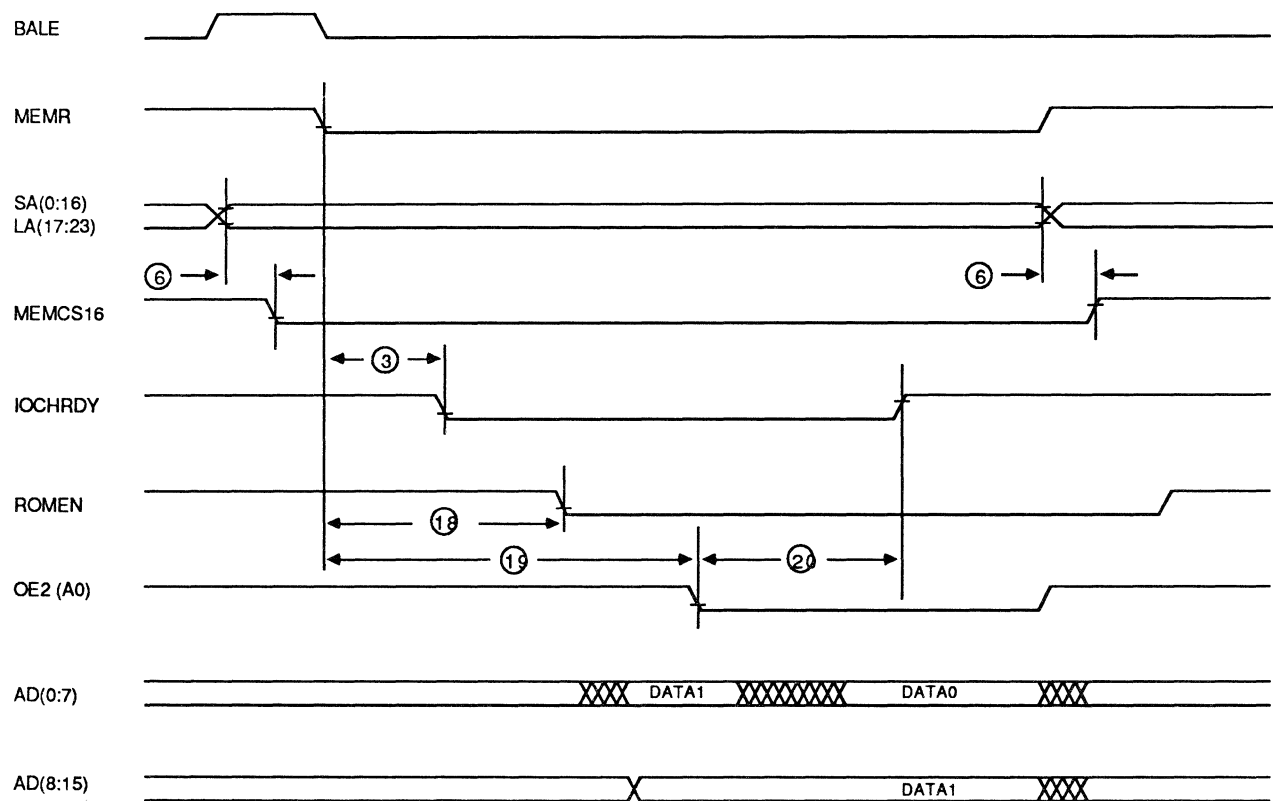 BALE
MEMR
SA(0:16)
LA(17:23)
6
6
MEMCS16
3
IOCHRDY
ROMEN
18
19
20
OE2 (A0)
AD(0:7)
DATA1
DATA0
AD(8:15)
DATA1